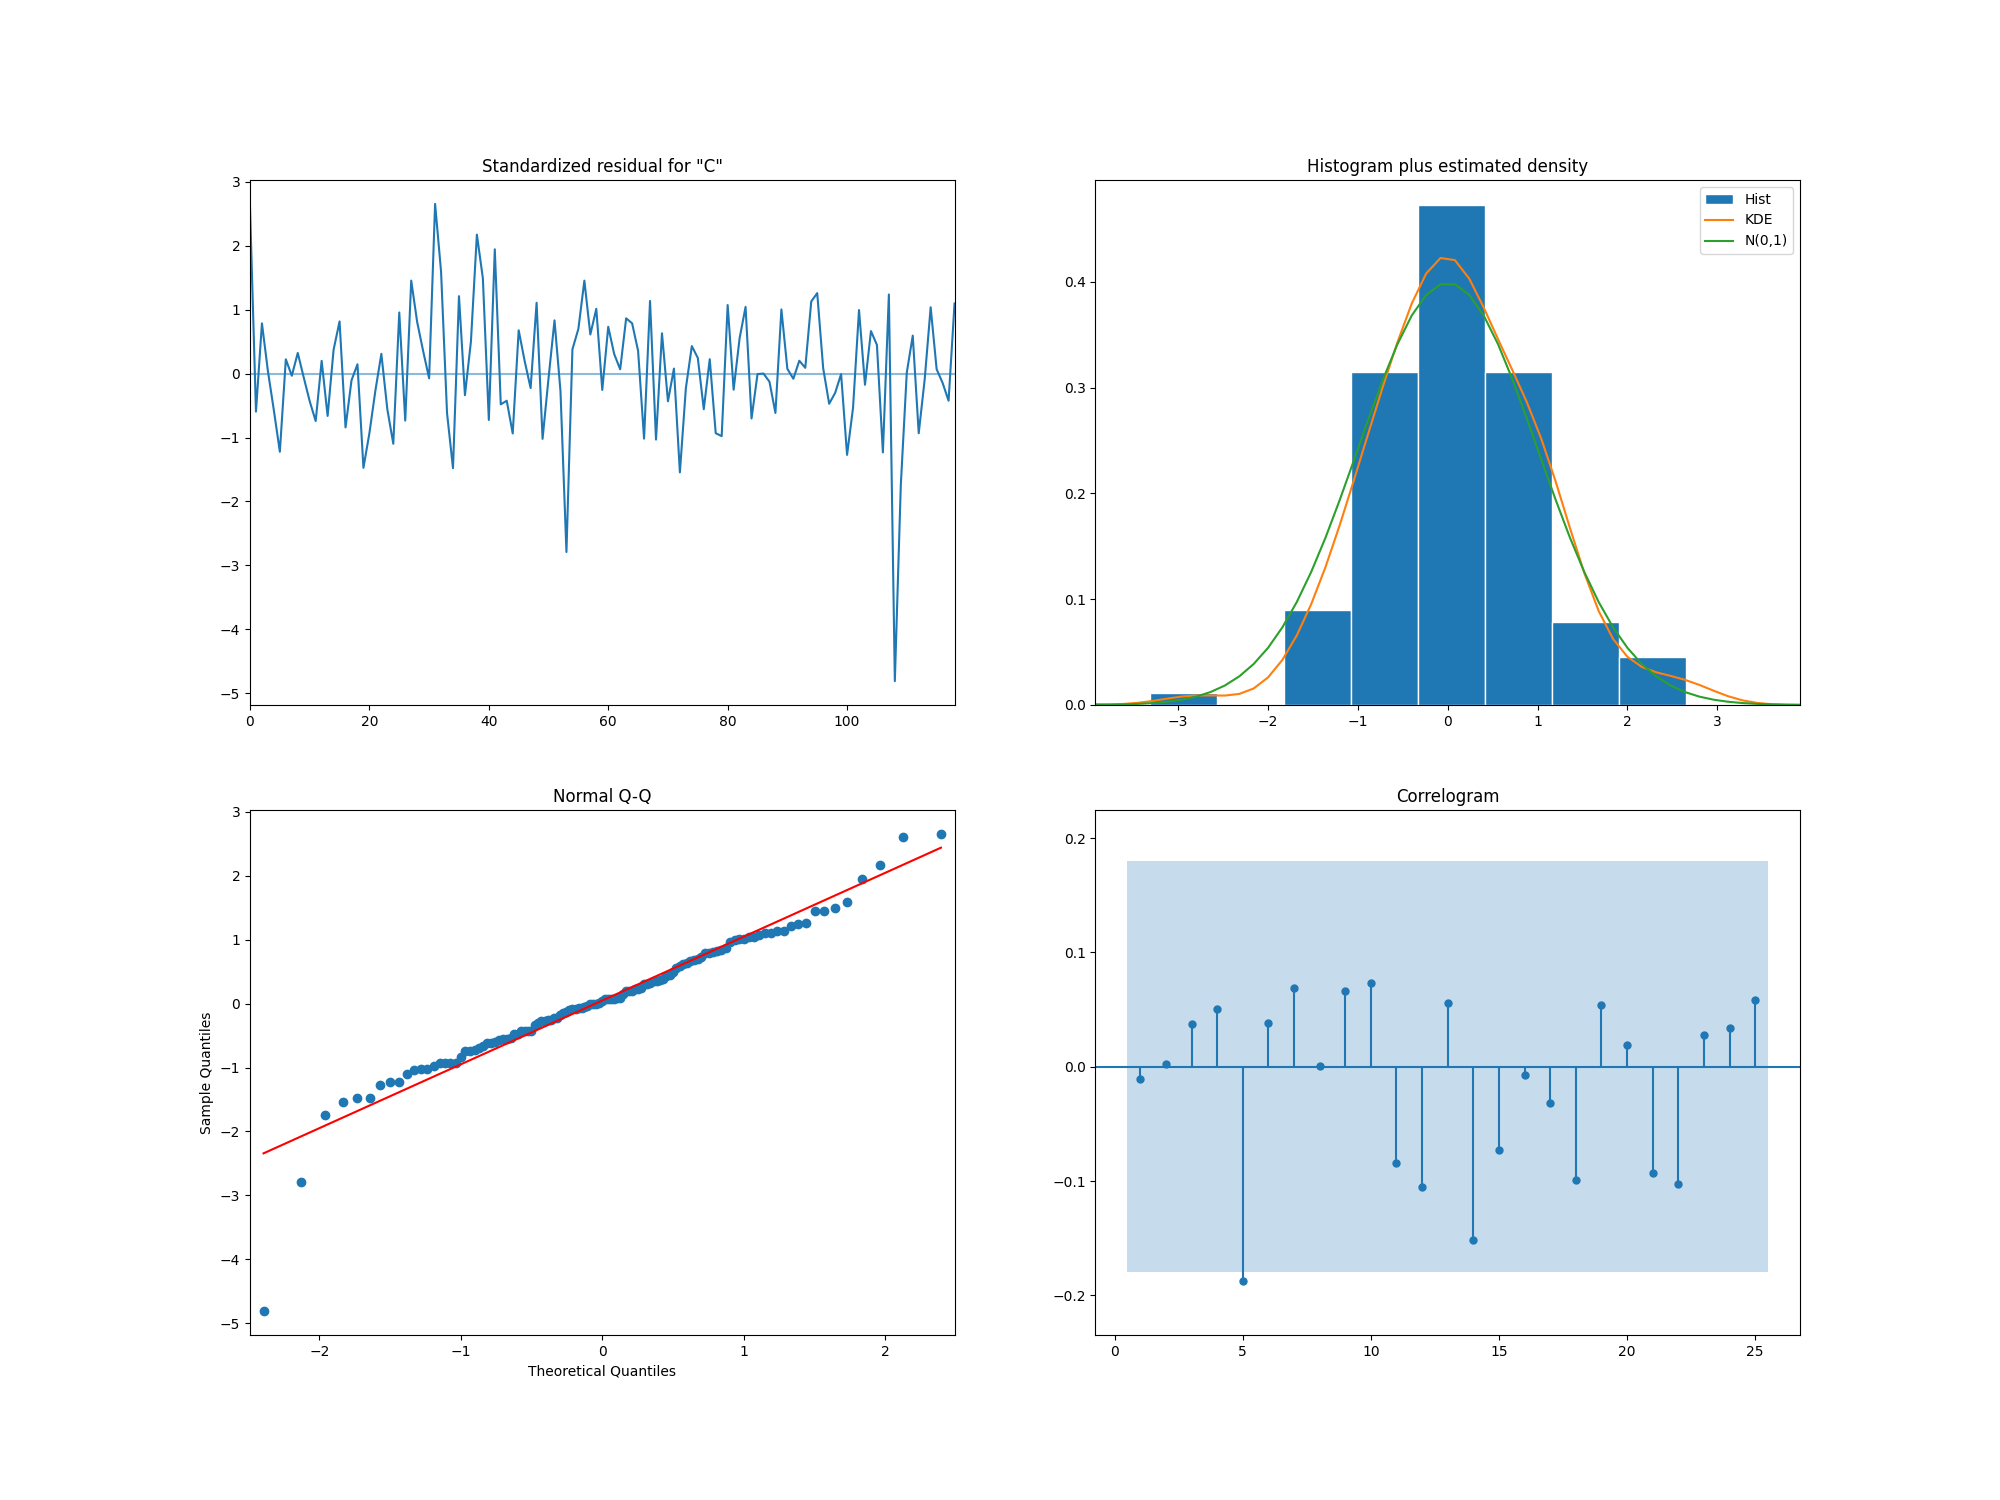 Standardized residual for "C"
3
2
1
0
−1
−2
−3
−4
−5
0 20 40 60 80 100
Histogram plus estimated density
Hist
KDE
N(0,1)
0.4
0.3
0.2
0.1
0.0
−3 −2 −1 0 1 2 3
Normal Q-Q
3
2
1
0
−1
−2
−3
−4
−5
Sample Quantiles
−2 −1 0 1 2
Theoretical Quantiles
Correlogram
0.2
0.1
0.0
−0.1
−0.2
0 5 10 15 20 25